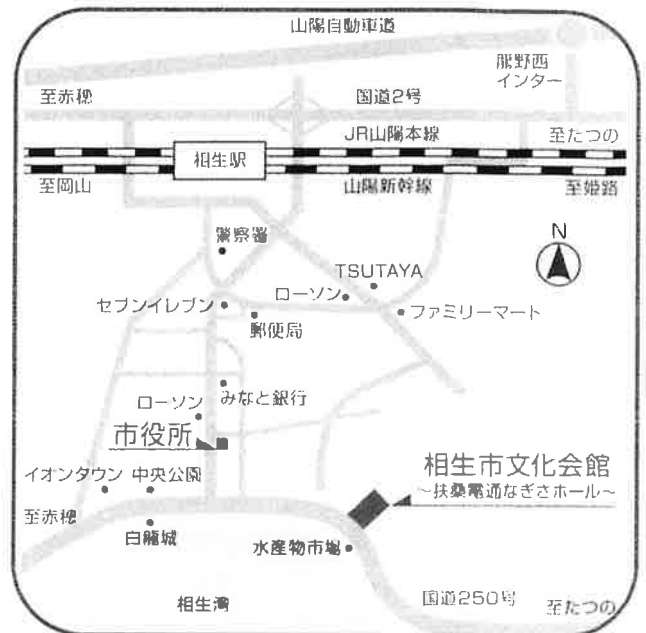 山陽自動車道
龍野西
インター
至赤穂
国道2号
JR山陽本線
至たつの
相生駅
至岡山
山陽新幹線
至姫路
警察署
N
TSUTAYA
ローソン
セブンイレブン
ファミリーマート
郵便局
みなと銀行
ローソン
市役所
相生市文化会館
～扶桑電通なぎさホール～
イオンタウン
中央公園
至赤穂
白龍城
水産物市場
相生湾
国道250号
至たつの